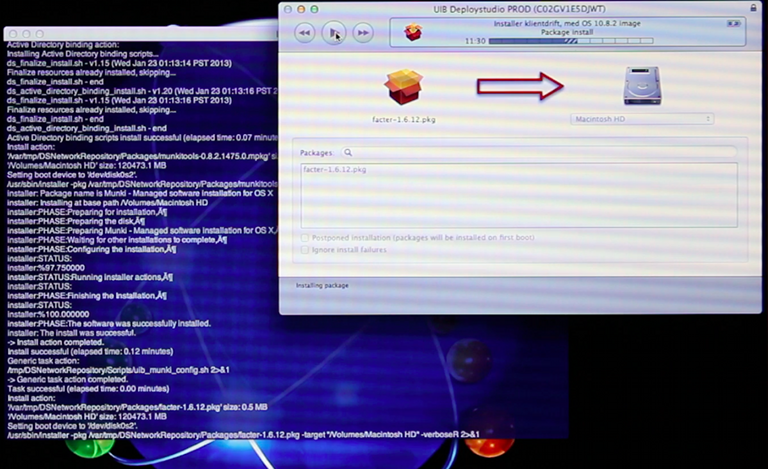 Active Directory binding action:
Installing Active Directory binding scripts...
ds_finalize_install.sh - v1.15 (Wed Jan 23 01:13:14 PST 2013)
Finalize resources already installed, skipping...
ds_finalize_install.sh - end
ds_active_directory_binding_install.sh - v1.20 (Wed Jan 23 01:13:16 PST 2
ds_finalize_install.sh - v1.15 (Wed Jan 23 01:13:16 PST 2013)
Finalize resources already installed, skipping...
ds_finalize_install.sh - end
ds_active_directory_binding_install.sh - end
Active Directory binding scripts install successful (elapsed time: 0.07 minute
Install action:
'/var/tmp/DSNetworkRepository/Packages/munkitools-0.8.2.1475.0.mpkg' siz
'/Volumes/Macintosh HD' size: 120473.1 MB
Setting boot device to '/dev/disk0s2'.
/usr/sbin/installer -pkg /var/tmp/DSNetworkRepository/Packages/munkitools
installer: Package name is Munki - Managed software installation for OS X
installer: Installing at base path /Volumes/Macintosh HD
installer:PHASE:Preparing for installation‚Ä¶
installer:PHASE:Preparing the disk‚Ä¶
installer:PHASE:Preparing Munki - Managed software installation for OS X‚Ä
installer:PHASE:Waiting for other installations to complete‚Ä¶
installer:PHASE:Configuring the installation‚Ä¶
installer:STATUS:
installer:%97.750000
installer:STATUS:Running installer actions‚Ä¶
installer:STATUS:
installer:PHASE:Finishing the Installation‚Ä¶
installer:STATUS:
installer:%100.000000
installer:PHASE:The software was successfully installed.
installer: The install was successful.
-> Install action completed.
Install successful (elapsed time: 0.12 minutes)
Generic task action:
/tmp/DSNetworkRepository/Scripts/uib_munki_config.sh 2>&1
-> Generic task action completed.
Task successful (elapsed time: 0.00 minutes)
Install action:
'/var/tmp/DSNetworkRepository/Packages/facter-1.6.12.pkg' size: 0.5 MB
'/Volumes/Macintosh HD' size: 120473.1 MB
Setting boot device to '/dev/disk0s2'.
/usr/sbin/installer -pkg /var/tmp/DSNetworkRepository/Packages/facter-1.6.12.pkg -target "/Volumes/Macintosh HD" -verboseR 2>&1
UIB Deploystudio PROD (C02GV1E5DJWT)
Installer klientdrift, med OS 10.8.2 image
Package install
11:30
facter-1.6.12.pkg
Macintosh HD
Packages:
facter-1.6.12.pkg
Postponed installation (packages will be installed on first boot)
Ignore install failures
Installing package